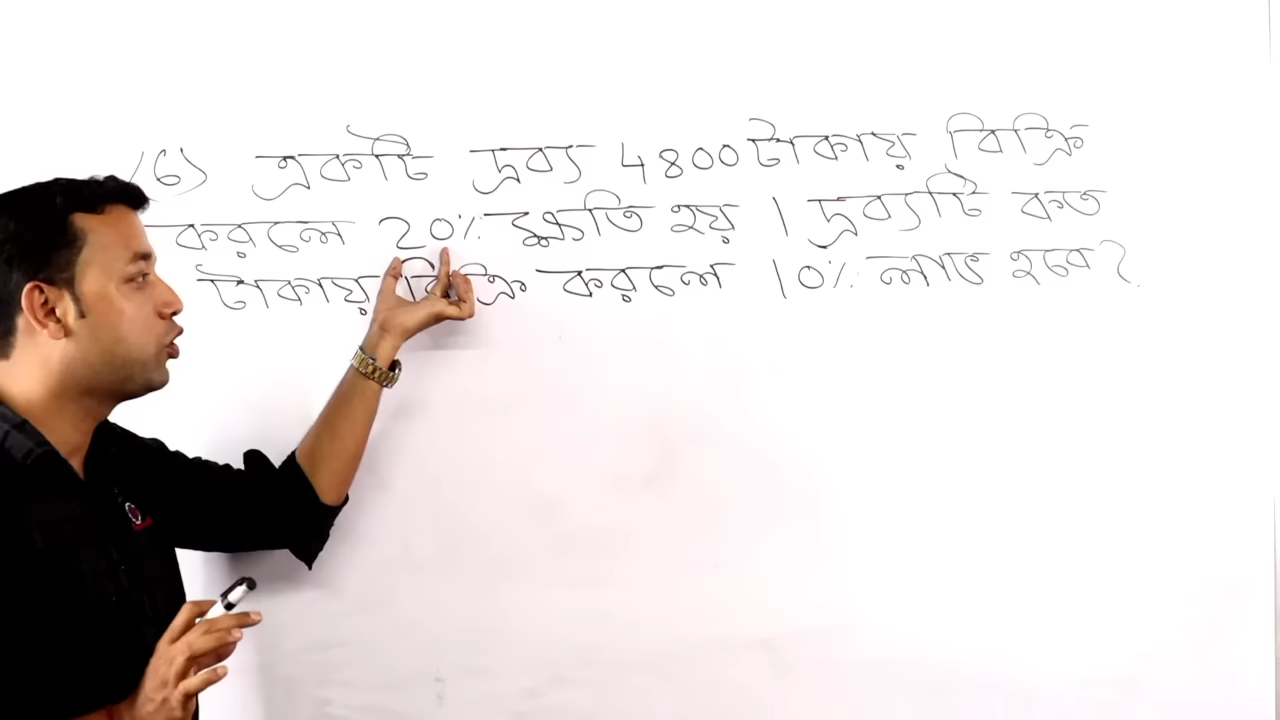 (6) একটি দ্রব্য 4800 টাকায় বিক্রি
করলে 20% ক্ষতি হয় । দ্রব্যটি কত
টাকায় বিক্রি করলে 10% লাভ হবে?